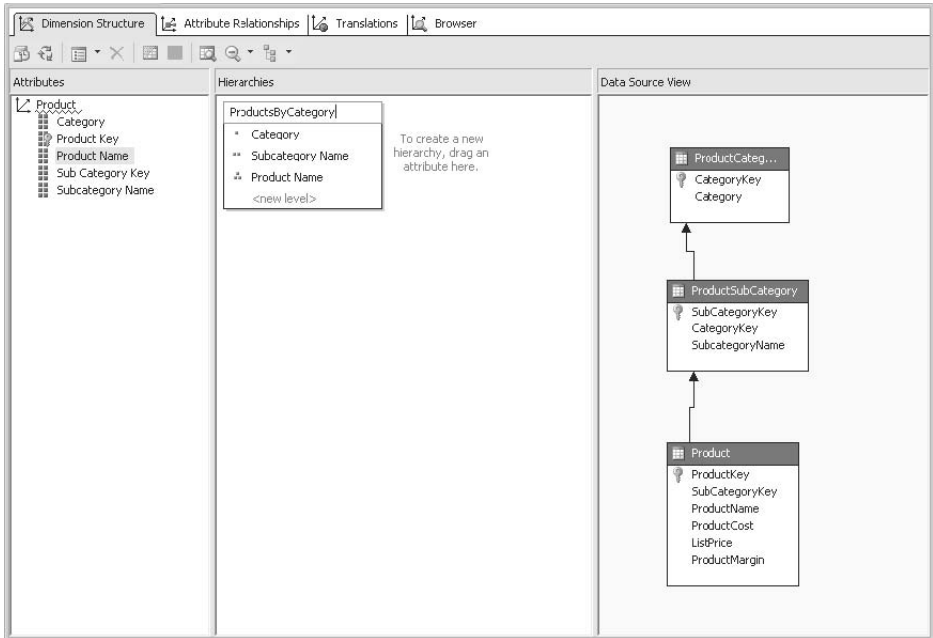 Dimension Structure
Attribute Relationships
Translations
Browser
Attributes
Product
Category
Product Key
Product Name
Sub Category Key
Subcategory Name
Hierarchies
ProductsByCategory
Category
Subcategory Name
Product Name
<new level>
To create a new
hierarchy, drag an
attribute here.
Data Source View
ProductCateg...
CategoryKey
Category
ProductSubCategory
SubCategoryKey
CategoryKey
SubcategoryName
Product
ProductKey
SubCategoryKey
ProductName
ProductCost
ListPrice
ProductMargin